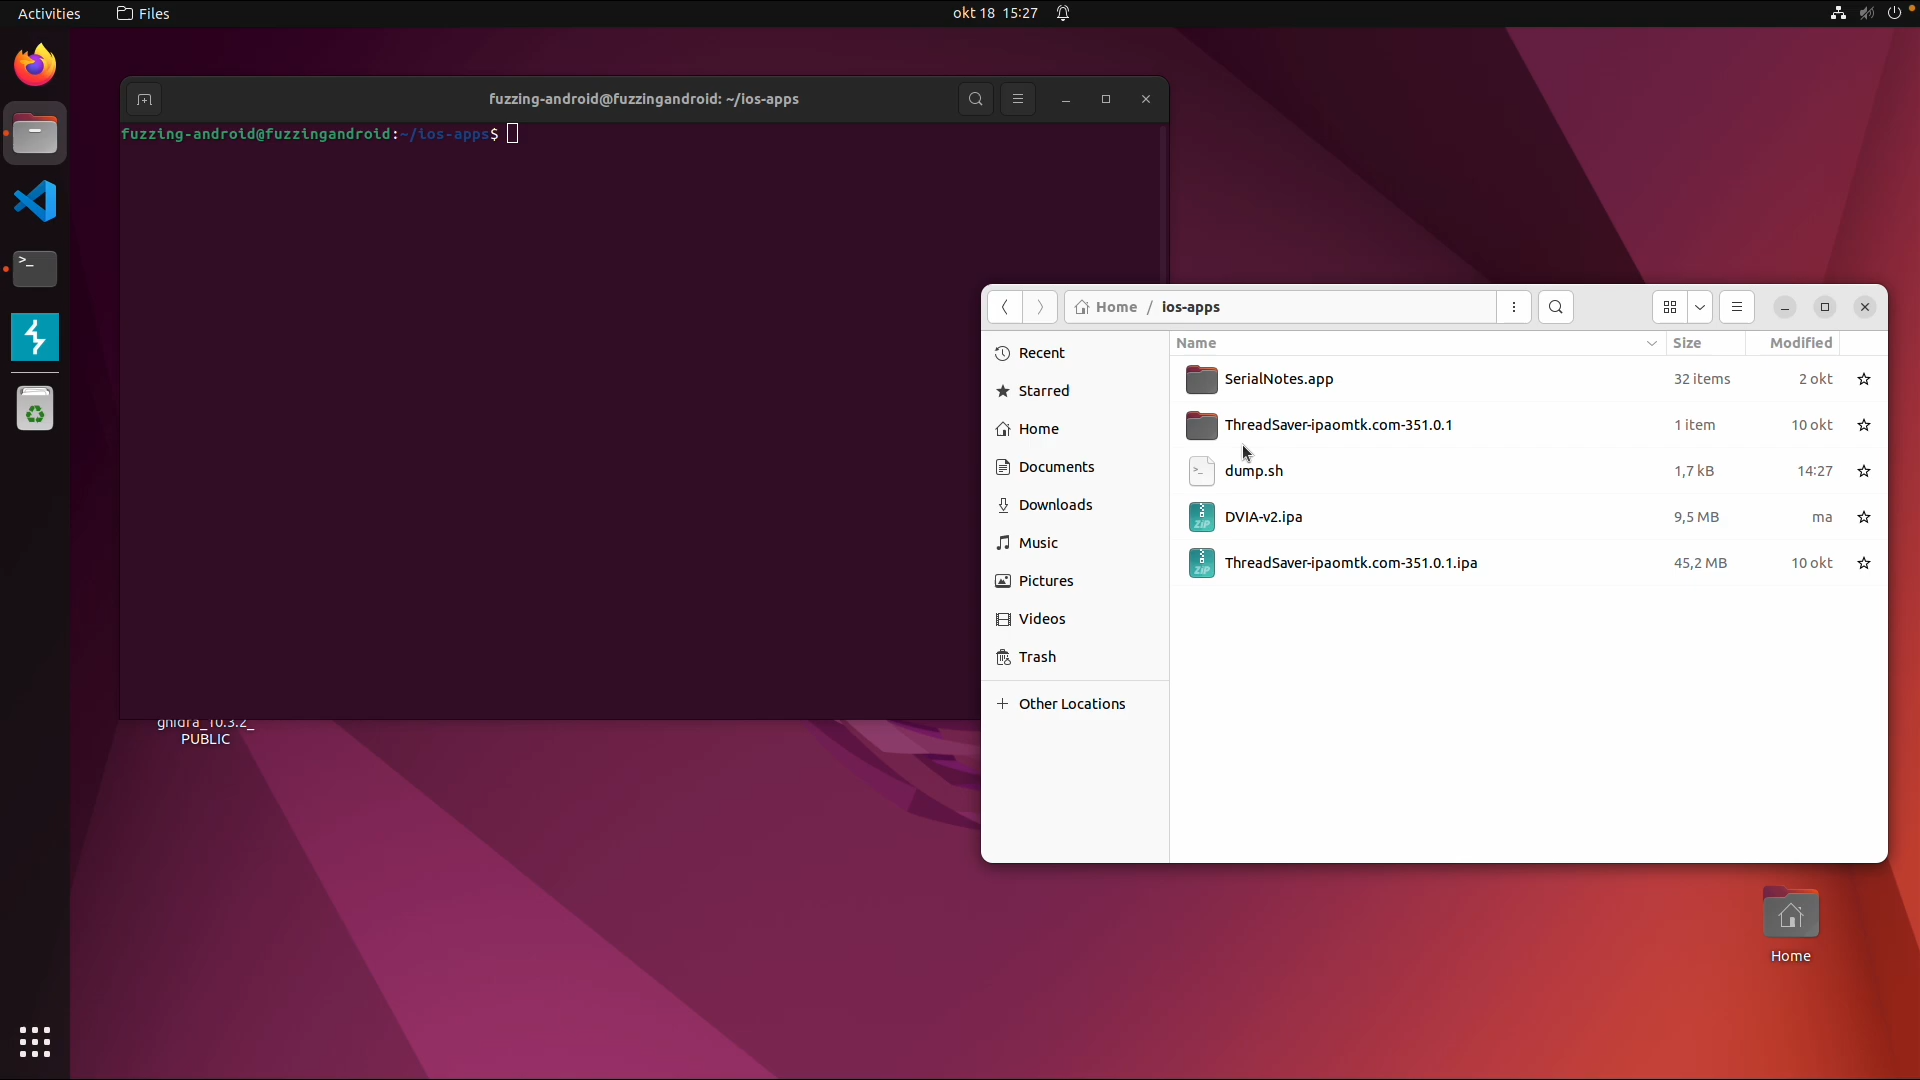 Activities
Files
okt 18 15:27
fuzzing-android@fuzzingandroid: ~/ios-apps
fuzzing-android@fuzzingandroid:~/ios-apps$
Home / ios-apps
Recent
Starred
Home
Documents
Downloads
Music
Pictures
Videos
Trash
+ Other Locations
Name Size Modified
SerialNotes.app 32 items 2 okt
ThreadSaver-ipaomtk.com-351.0.1 1 item 10 okt
dump.sh 1,7 kB 14:27
DVIA-v2.ipa 9,5 MB ma
ThreadSaver-ipaomtk.com-351.0.1.ipa 45,2 MB 10 okt
ghidra_10.3.2_
PUBLIC
Home